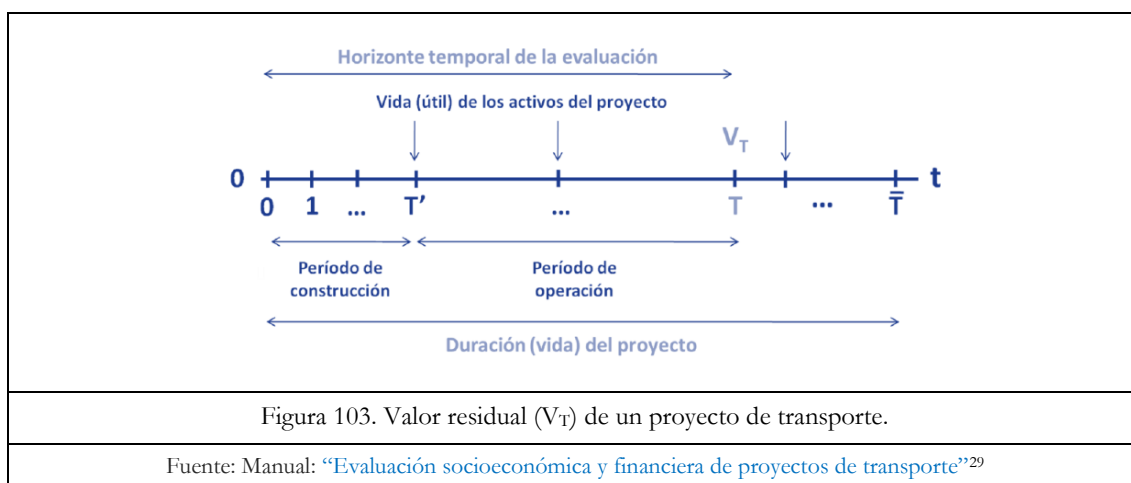 Horizonte temporal de la evaluación
Vida (útil) de los activos del proyecto
V_T
0 t
0 1 ... T' ... T ... T̿
Período de construcción
Período de operación
Duración (vida) del proyecto
Figura 103. Valor residual (V_T) de un proyecto de transporte.
Fuente: Manual: “Evaluación socioeconómica y financiera de proyectos de transporte”²⁹